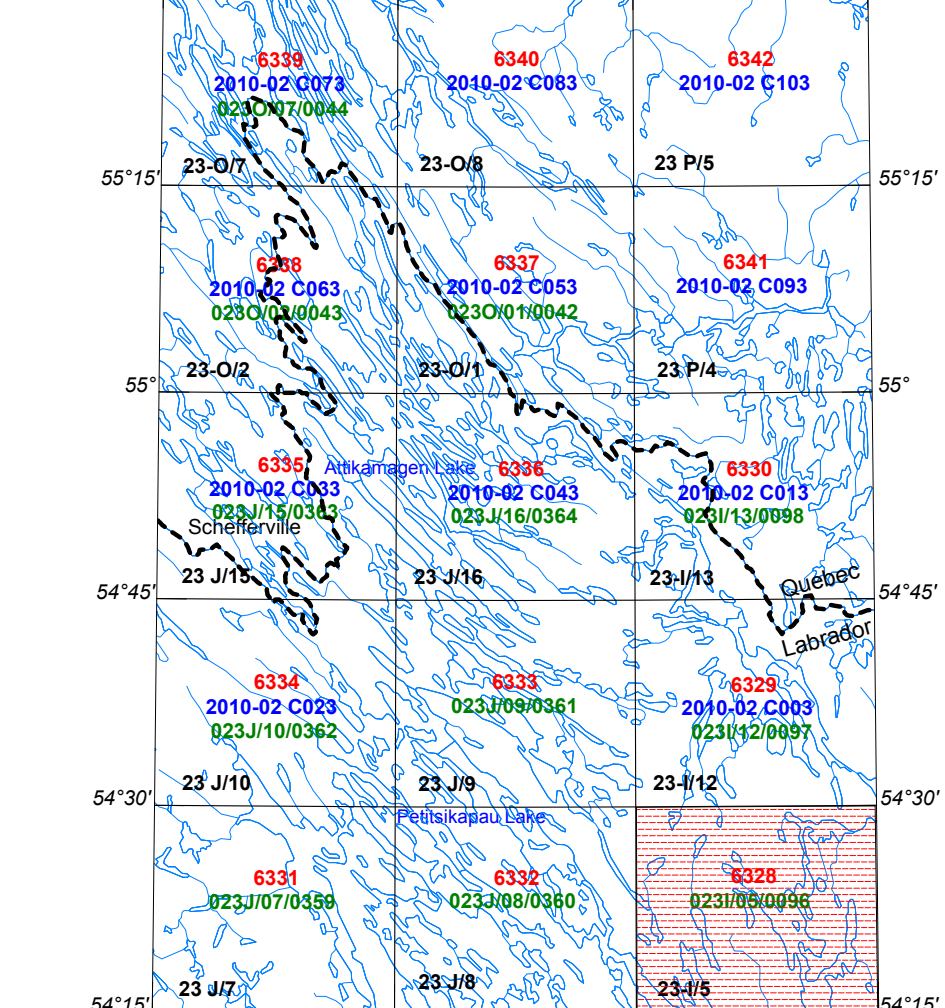 6339
2010-02 C073
023O/07/0044
23-O/7
6340
2010-02 C083
23-O/8
6342
2010-02 C103
23 P/5
55°15'
55°15'
6338
2010-02 C063
023O/02/0043
23-O/2
6337
2010-02 C053
023O/01/0042
23-O/1
6341
2010-02 C093
23 P/4
55°
55°
6335
2010-02 C033
023J/15/0363
Schefferville
23 J/15
Attikamagen Lake
6336
2010-02 C043
023J/16/0364
23 J/16
6330
2010-02 C013
023I/13/0098
23-I/13
Québec
Labrador
54°45'
54°45'
6334
2010-02 C023
023J/10/0362
23 J/10
6333
023J/09/0361
23 J/9
6329
2010-02 C003
023I/12/0097
23-I/12
54°30'
54°30'
Petitsikapau Lake
6331
023J/07/0359
23 J/7
6332
023J/08/0360
23 J/8
6328
023I/05/0096
23-I/5
54°15'
54°15'